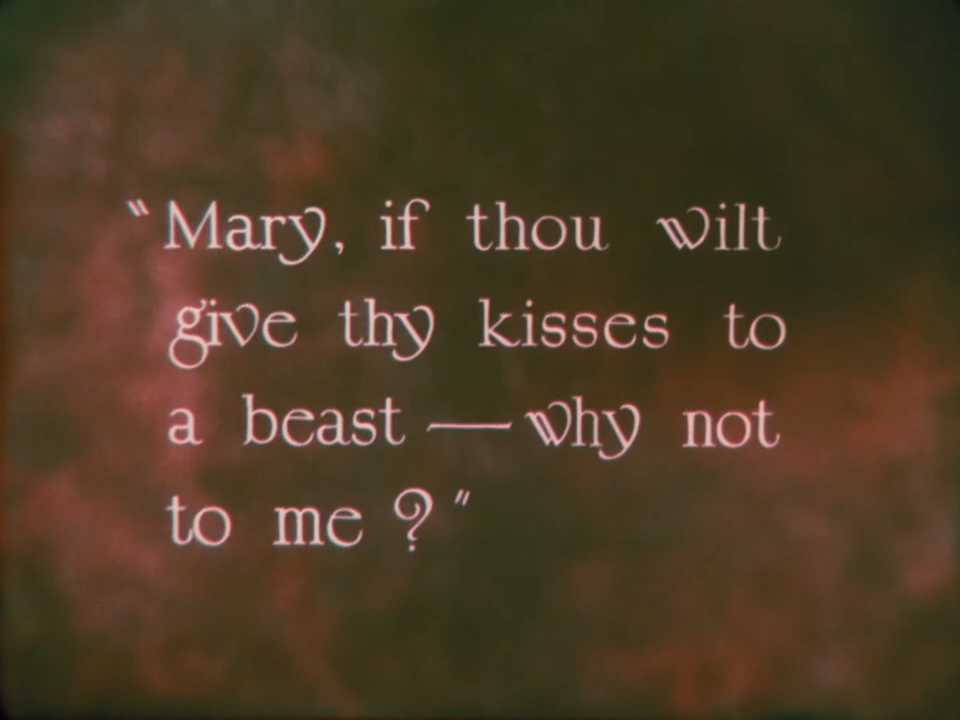 "Mary, if thou wilt
give thy kisses to
a beast — why not
to me ?"